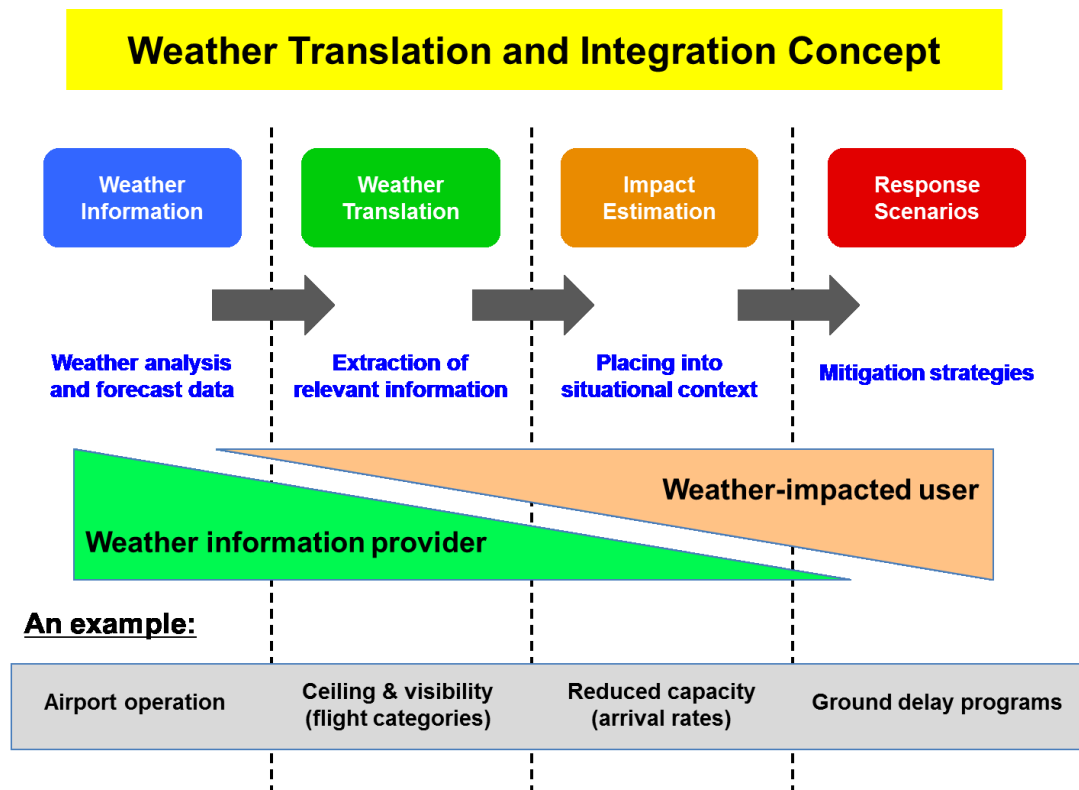 Weather Translation and Integration Concept
Weather
Information
Weather
Translation
Impact
Estimation
Response
Scenarios
Weather analysis
and forecast data
Extraction of
relevant information
Placing into
situational context
Mitigation strategies
Weather-impacted user
Weather information provider
An example:
Airport operation
Ceiling & visibility
(flight categories)
Reduced capacity
(arrival rates)
Ground delay programs